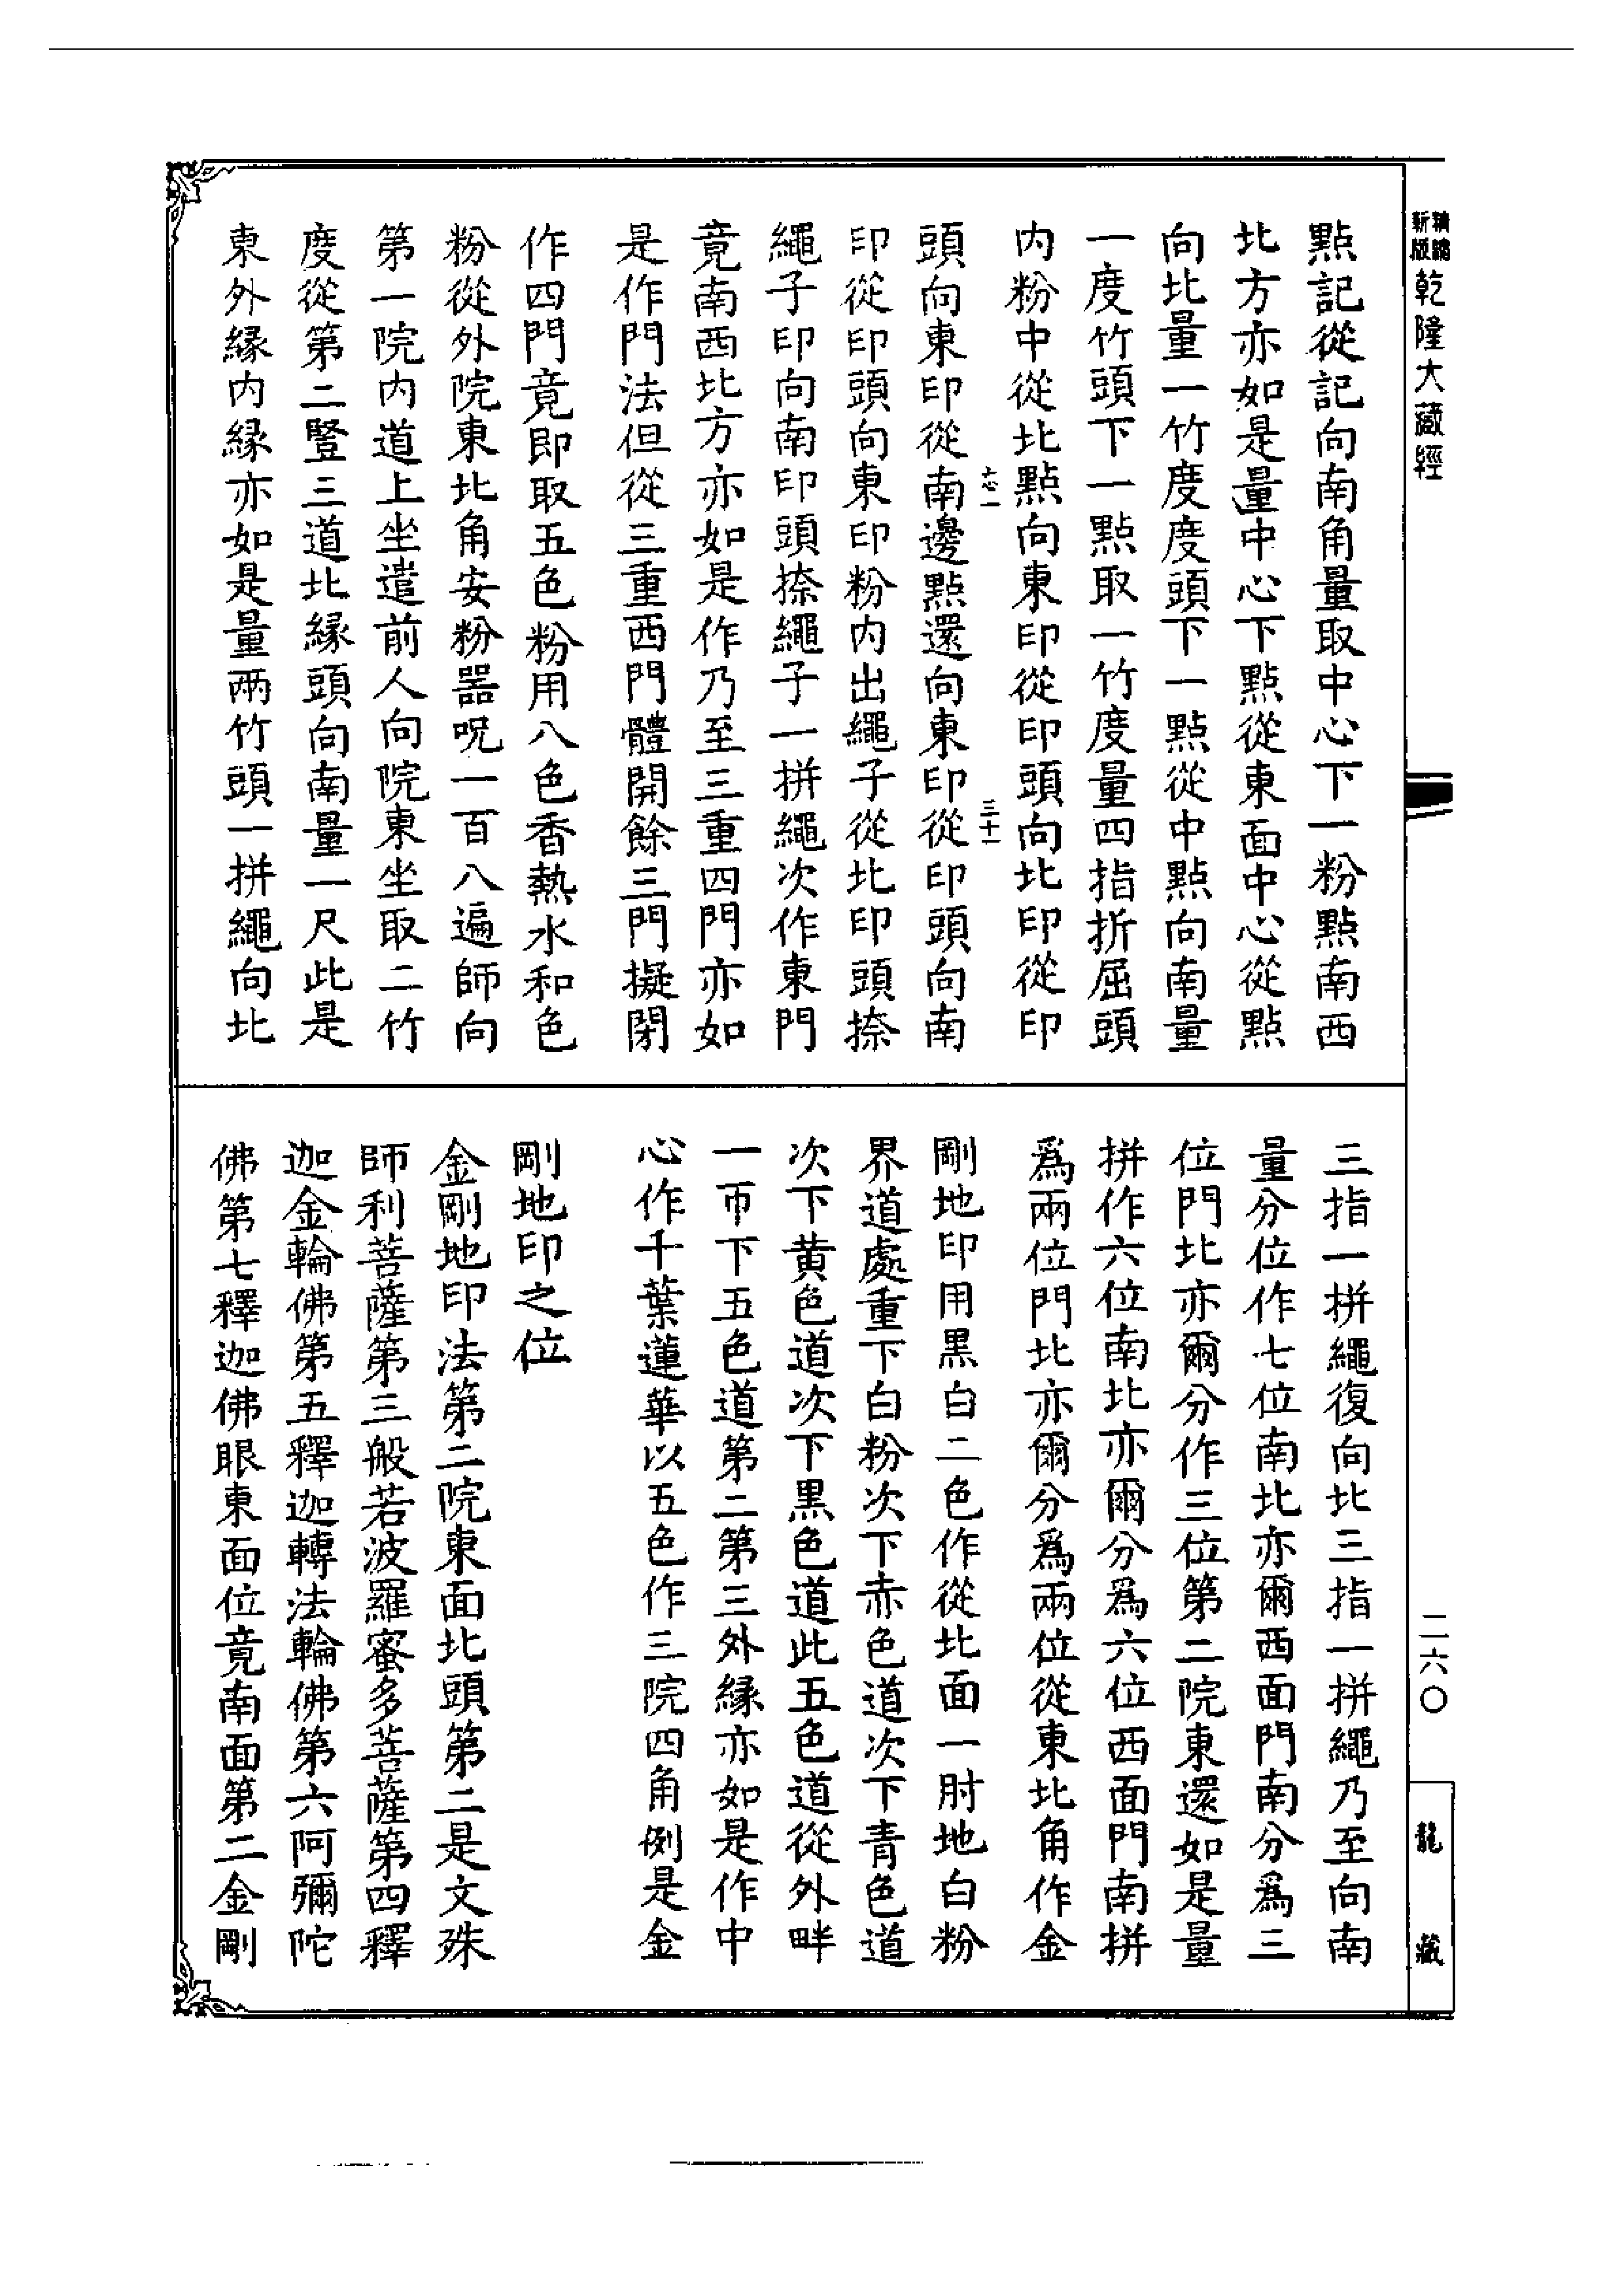 精縮新版乾隆大藏經
點記從記向南角量取中心下一粉點南西
北方亦如是量中心下點從東面中心從點
向北量一竹度度頭下一點從中點向南量
一度竹頭下一點取一竹度量四指折屈頭
内粉中從北點向東印從印頭向北印從印
頭向東印從南邊點還向東印從印頭向南
印從印頭向東印粉内出繩子從北印頭捺
繩子印向南印頭捺繩子一拼繩次作東門
竟南西北方亦如是作乃至三重四門亦如
是作門法但從三重西門體開餘三門擬閉
作四門竟即取五色粉用八色香熱水和色
粉從外院東北角安粉器呪一百八遍師向
第一院内道上坐遣前人向院東坐取二竹
度從第二豎三道北緣頭向南量一尺此是
東外緣内緣亦如是量兩竹頭一拼繩向北
三指一拼繩復向北三指一拼繩乃至向南
量分位作七位南北亦爾西面門南分爲三
位門北亦爾分作三位第二院東還如是量
拼作六位南北亦爾分爲六位西面門南拼
爲兩位門北亦爾分爲兩位從東北角作金
剛地印用黑白二色作從北面一肘地白粉
界道處重下白粉次下赤色道次下青色道
次下黄色道次下黑色道此五色道從外畔
一帀下五色道第二第三外緣亦如是作中
心作千葉蓮華以五色作三院四角例是金
剛地印之位
金剛地印法第二院東面北頭第二是文殊
師利菩薩第三般若波羅蜜多菩薩第四釋
迦金輪佛第五釋迦轉法輪佛第六阿彌陀
佛第七釋迦佛眼東面位竟南面第二金剛
二六〇
龍藏